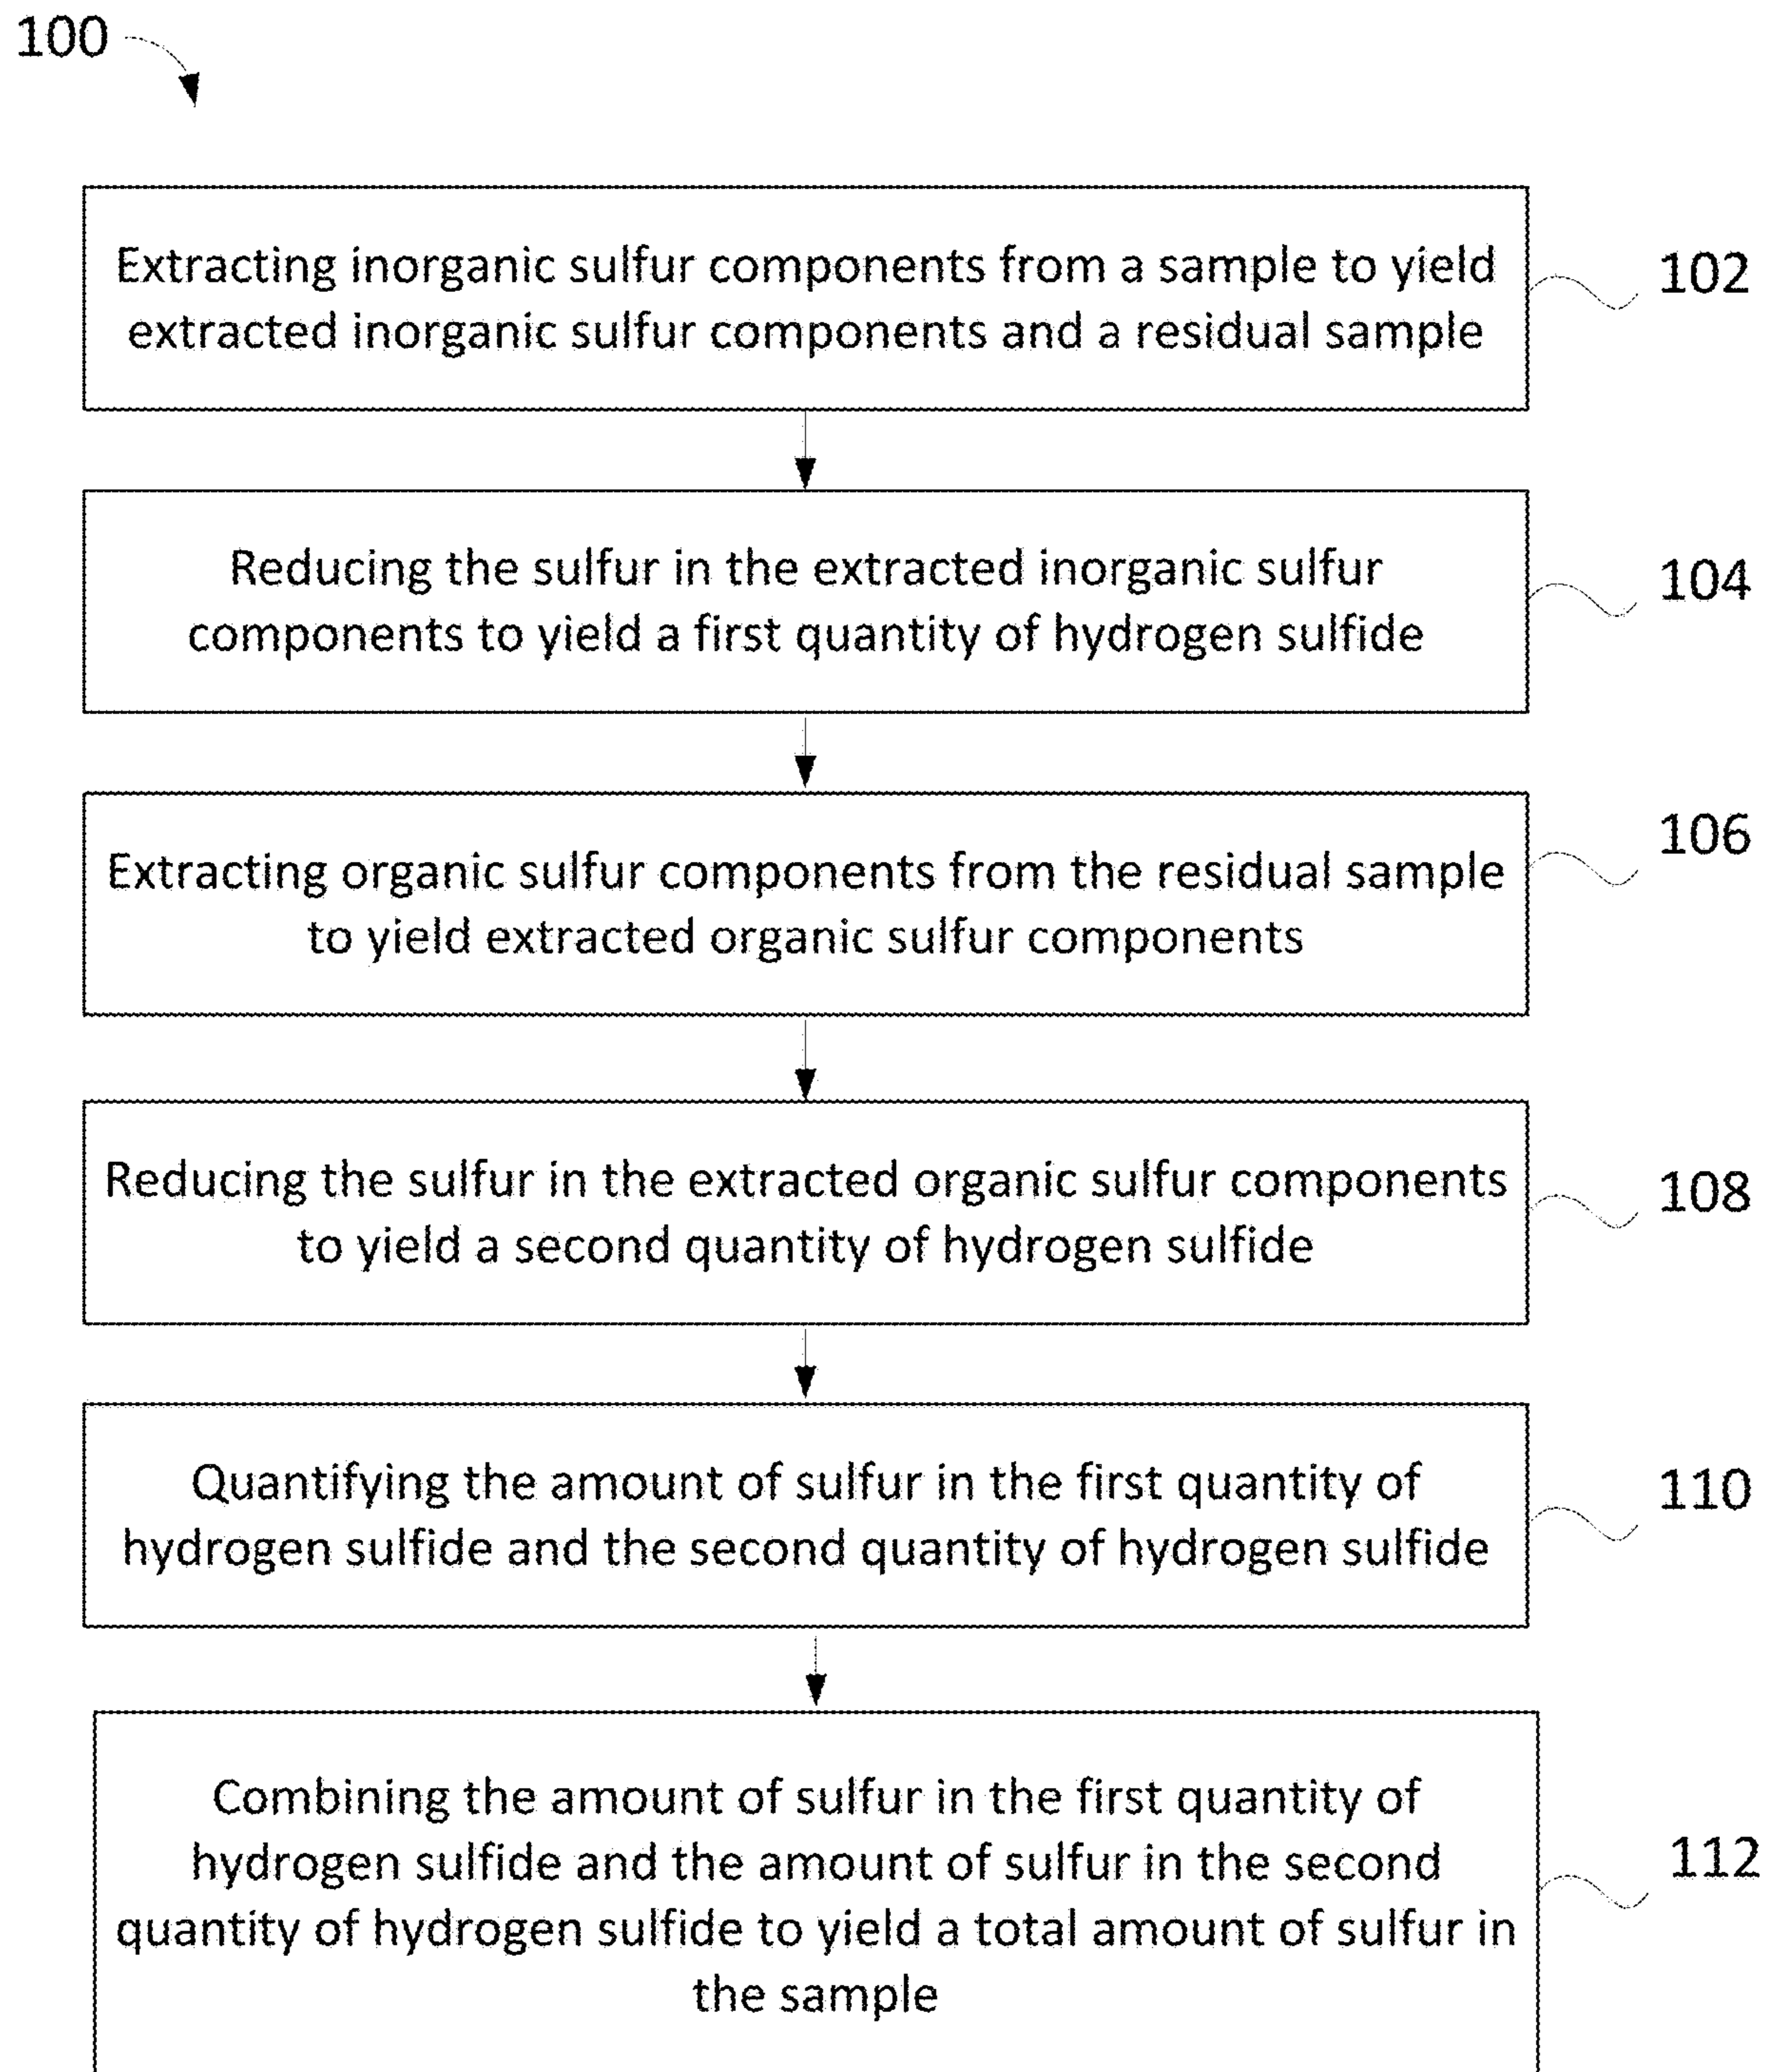 100
Extracting inorganic sulfur components from a sample to yield
extracted inorganic sulfur components and a residual sample
102
Reducing the sulfur in the extracted inorganic sulfur
components to yield a first quantity of hydrogen sulfide
104
Extracting organic sulfur components from the residual sample
to yield extracted organic sulfur components
106
Reducing the sulfur in the extracted organic sulfur components
to yield a second quantity of hydrogen sulfide
108
Quantifying the amount of sulfur in the first quantity of
hydrogen sulfide and the second quantity of hydrogen sulfide
110
Combining the amount of sulfur in the first quantity of
hydrogen sulfide and the amount of sulfur in the second
quantity of hydrogen sulfide to yield a total amount of sulfur in
the sample
112